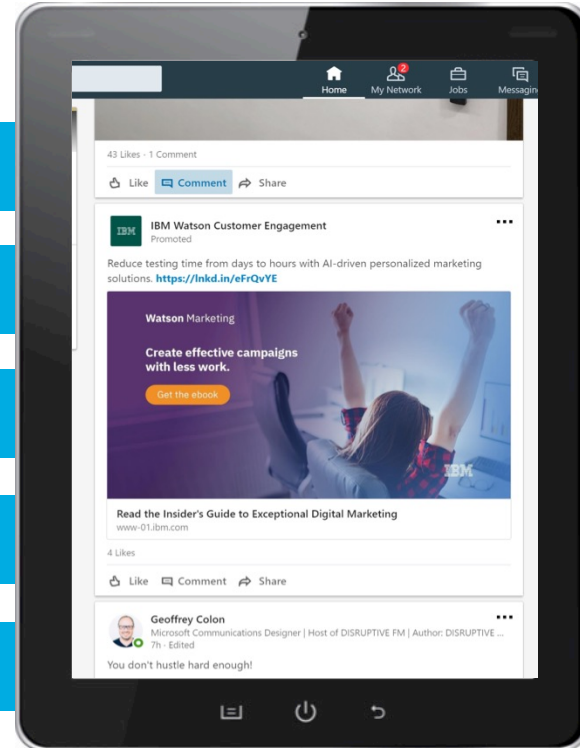 2
Home My Network Jobs Messagin
43 Likes · 1 Comment
Like Comment Share
IBM
IBM Watson Customer Engagement
Promoted
Reduce testing time from days to hours with AI-driven personalized marketing
solutions. https://lnkd.in/eFrQvYE
Watson Marketing
Create effective campaigns
with less work.
Get the ebook
IBM
Read the Insider's Guide to Exceptional Digital Marketing
www-01.ibm.com
4 Likes
Like Comment Share
Geoffrey Colon
Microsoft Communications Designer | Host of DISRUPTIVE FM | Author: DISRUPTIVE ...
7h · Edited
You don't hustle hard enough!